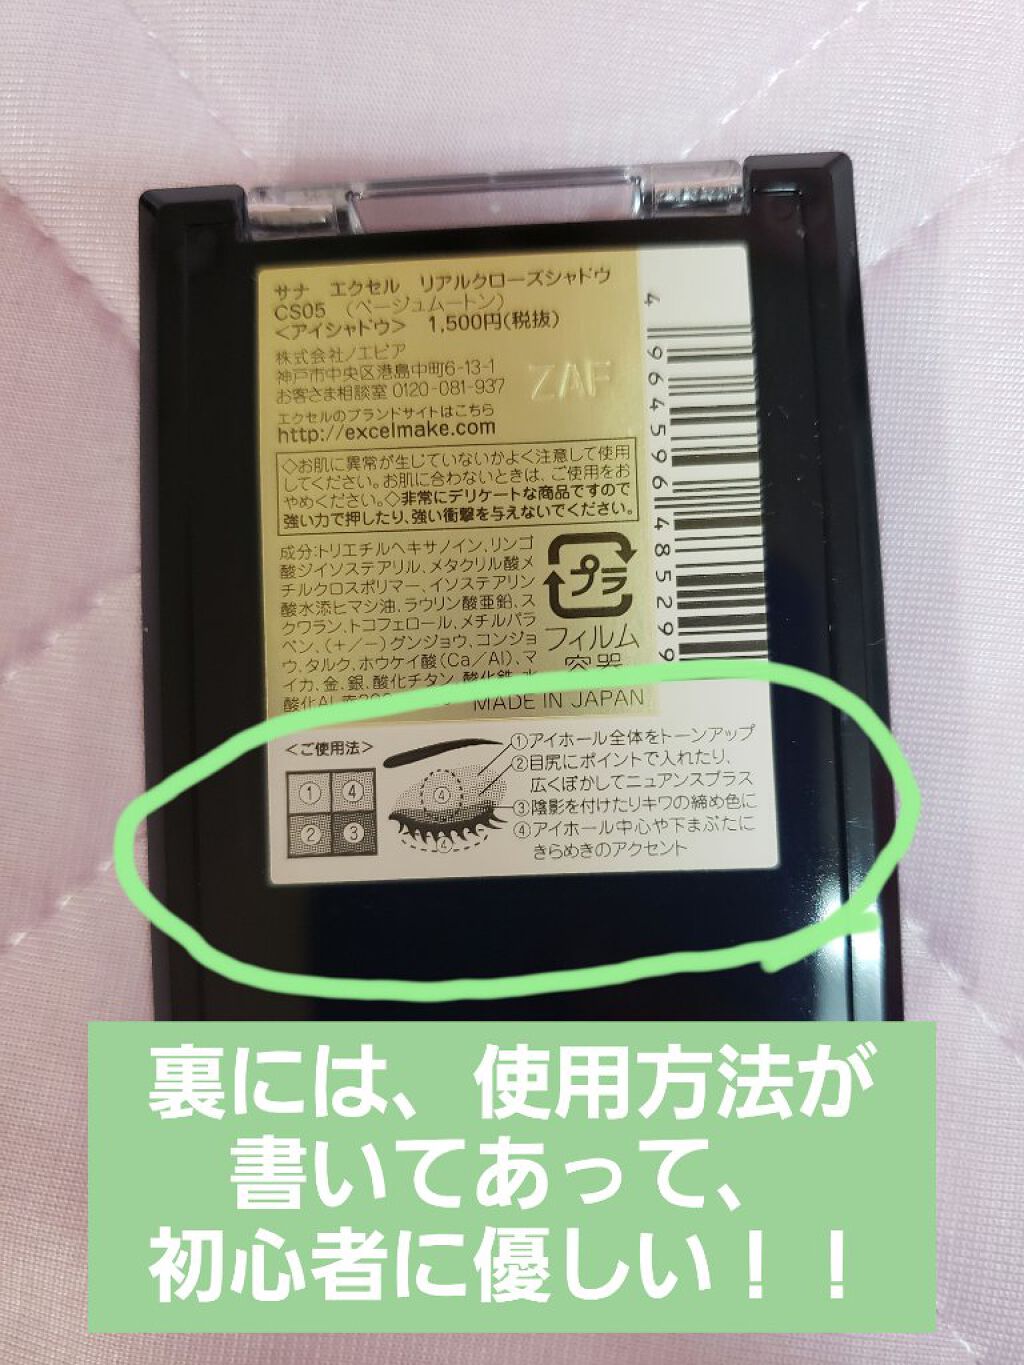 サナ エクセル リアルクローズシャドウ
CS05 (ベージュムートン)
<アイシャドウ> 1,500円(税抜)
株式会社ノエビア
神戸市中央区港島中町6-13-1
お客さま相談室 0120-081-937
ZAF
エクセルのブランドサイトはこちら
http://excelmake.com
◇お肌に異常が生じていないかよく注意して使用
してください。お肌に合わないときは、ご使用をお
やめください。◇非常にデリケートな商品ですので
強い力で押したり、強い衝撃を与えないでください。
成分:トリエチルヘキサノイン、リンゴ
酸ジイソステアリル、メタクリル酸メ
チルクロスポリマー、イソステアリン
酸水添ヒマシ油、ラウリン酸亜鉛、ス
クワラン、トコフェロール、メチルパラ
ベン、(+/-)グンジョウ、コンジョ
ウ、タルク、ホウケイ酸(Ca/Al)、マ
イカ、金、銀、酸化チタン、酸化鉄、水
酸化Al、
プラ
フィルム
容器
MADE IN JAPAN
4 964596 485299
<ご使用法>
① ④
② ③
④
④
①アイホール全体をトーンアップ
②目尻にポイントで入れたり、
広くぼかしてニュアンスプラス
③陰影を付けたりキワの締め色に
④アイホール中心や下まぶたに
きらめきのアクセント
裏には、使用方法が
書いてあって、
初心者に優しい！！